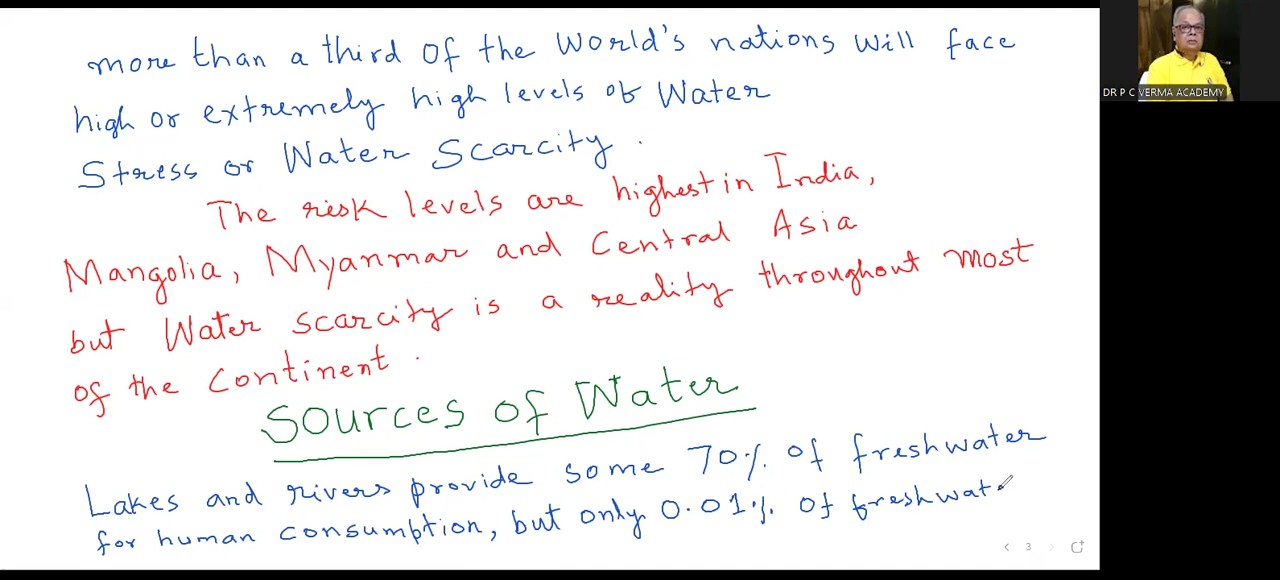 more than a third of the World's nations will face
high or extremely high levels of Water
Stress or Water Scarcity.
The risk levels are highest in India,
Mangolia, Myanmar and Central Asia
but Water scarcity is a reality throughout most
of the Continent.
Sources of Water
Lakes and rivers provide some 70% of freshwater
for human consumption, but only 0.01% of freshwat
3
DR P C VERMA ACADEMY